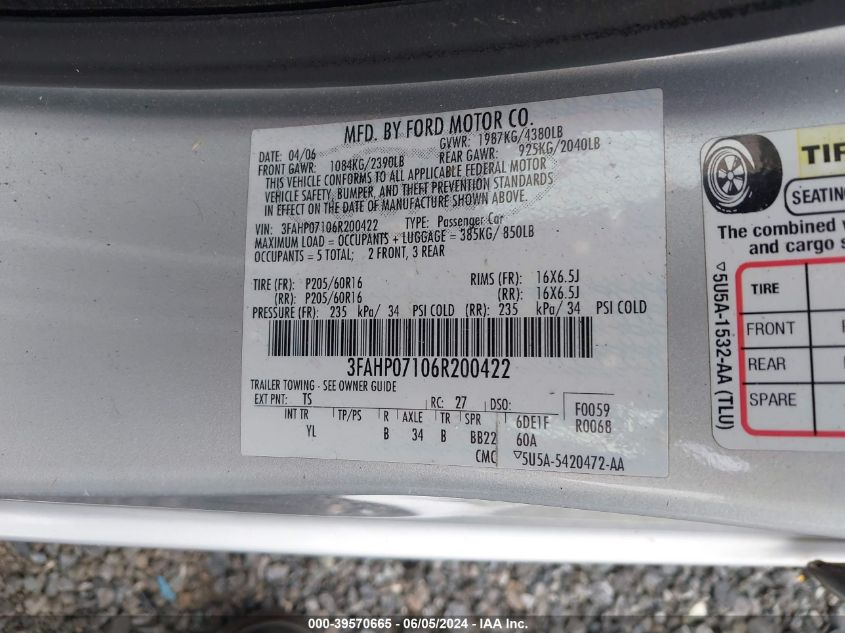 MFD. BY FORD MOTOR CO.
DATE: 04/06 GVWR: 1987KG/4380LB
FRONT GAWR: 1084KG/2390LB REAR GAWR: 925KG/2040LB
THIS VEHICLE CONFORMS TO ALL APPLICABLE FEDERAL MOTOR
VEHICLE SAFETY, BUMPER, AND THEFT PREVENTION STANDARDS
IN EFFECT ON THE DATE OF MANUFACTURE SHOWN ABOVE.
VIN: 3FAHP07106R200422 TYPE: Passenger Car
MAXIMUM LOAD = OCCUPANTS + LUGGAGE = 385KG/ 850LB
OCCUPANTS = 5 TOTAL; 2 FRONT, 3 REAR
TIRE (FR): P205/60R16 RIMS (FR): 16X6.5J
(RR): P205/60R16 (RR): 16X6.5J
PRESSURE (FR): 235 kPa/ 34 PSI COLD (RR): 235 kPa/ 34 PSI COLD
3FAHP07106R200422
TRAILER TOWING - SEE OWNER GUIDE
EXT PNT: TS RC: 27 DSO: F0059
INT TR TP/PS R AXLE TR SPR 6DE1F R0068
YL B 34 B BB22 60A
CMC ▽5U5A-5420472-AA
TIR
SEATING
The combined
and cargo
TIRE
FRONT
REAR
SPARE
▽5U5A-1532-AA (TLU)
000-39570665 - 06/05/2024 - IAA Inc.